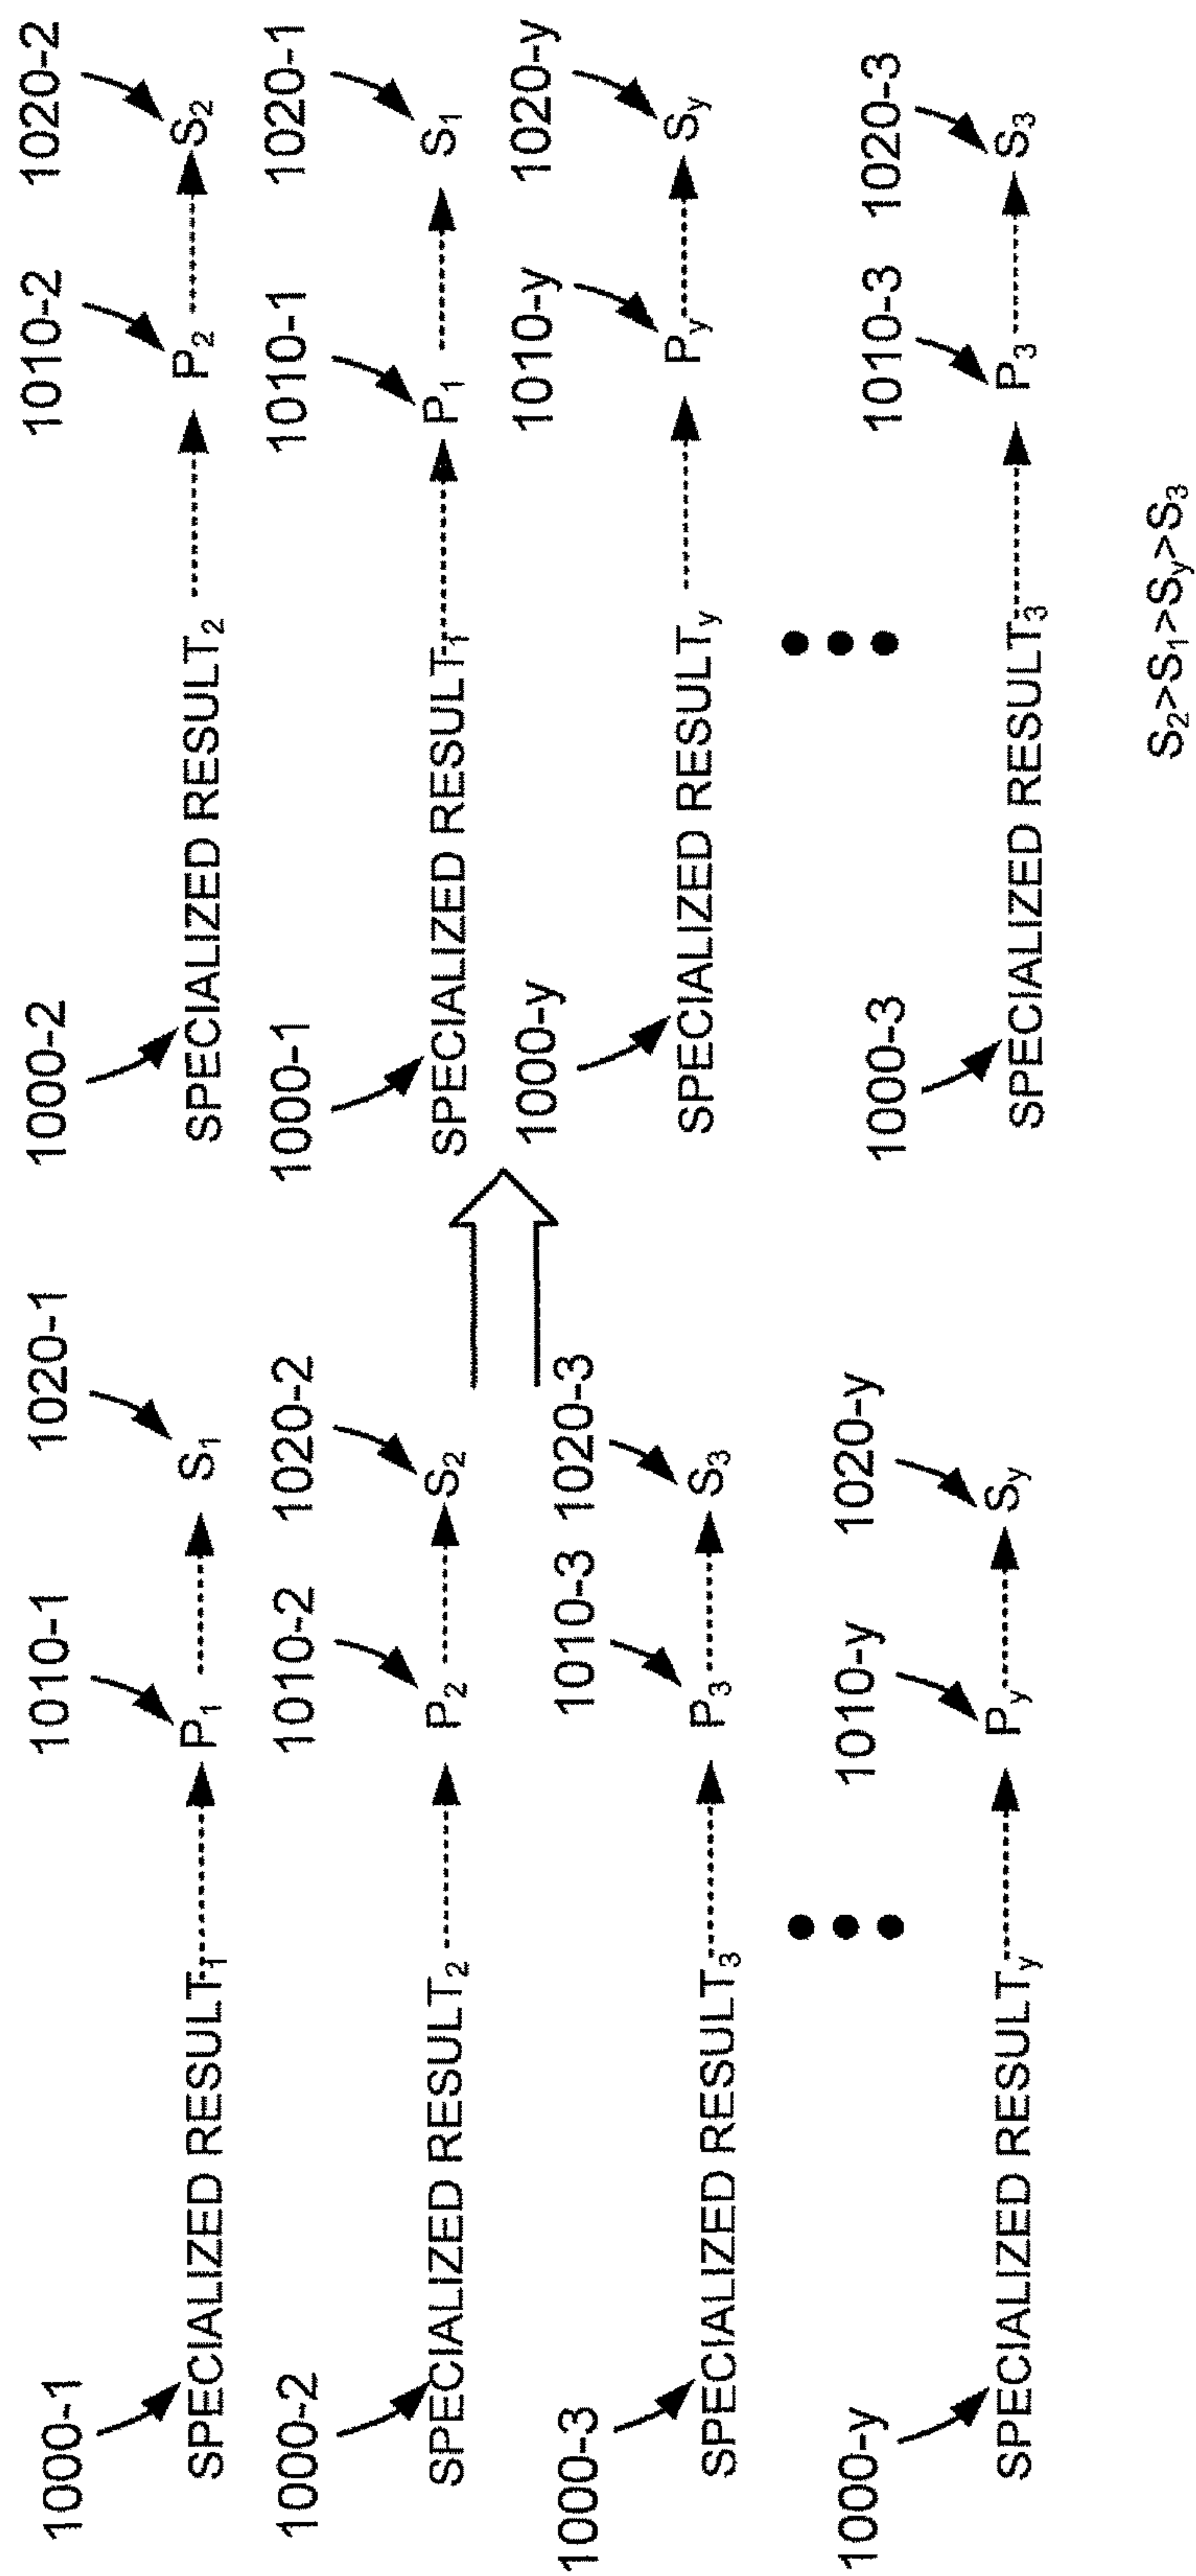 1000-1 1010-1 1020-1
SPECIALIZED RESULT₁ P₁ S₁
1000-2 1010-2 1020-2
SPECIALIZED RESULT₂ P₂ S₂
1000-3 1010-3 1020-3
SPECIALIZED RESULT₃ P₃ S₃
1000-y 1010-y 1020-y
SPECIALIZED RESULTy Py Sy
1000-2 1010-2 1020-2
SPECIALIZED RESULT₂ P₂ S₂
1000-1 1010-1 1020-1
SPECIALIZED RESULT₁ P₁ S₁
1000-y 1010-y 1020-y
SPECIALIZED RESULTy Py Sy
1000-3 1010-3 1020-3
SPECIALIZED RESULT₃ P₃ S₃
S₂>S₁>Sy>S₃